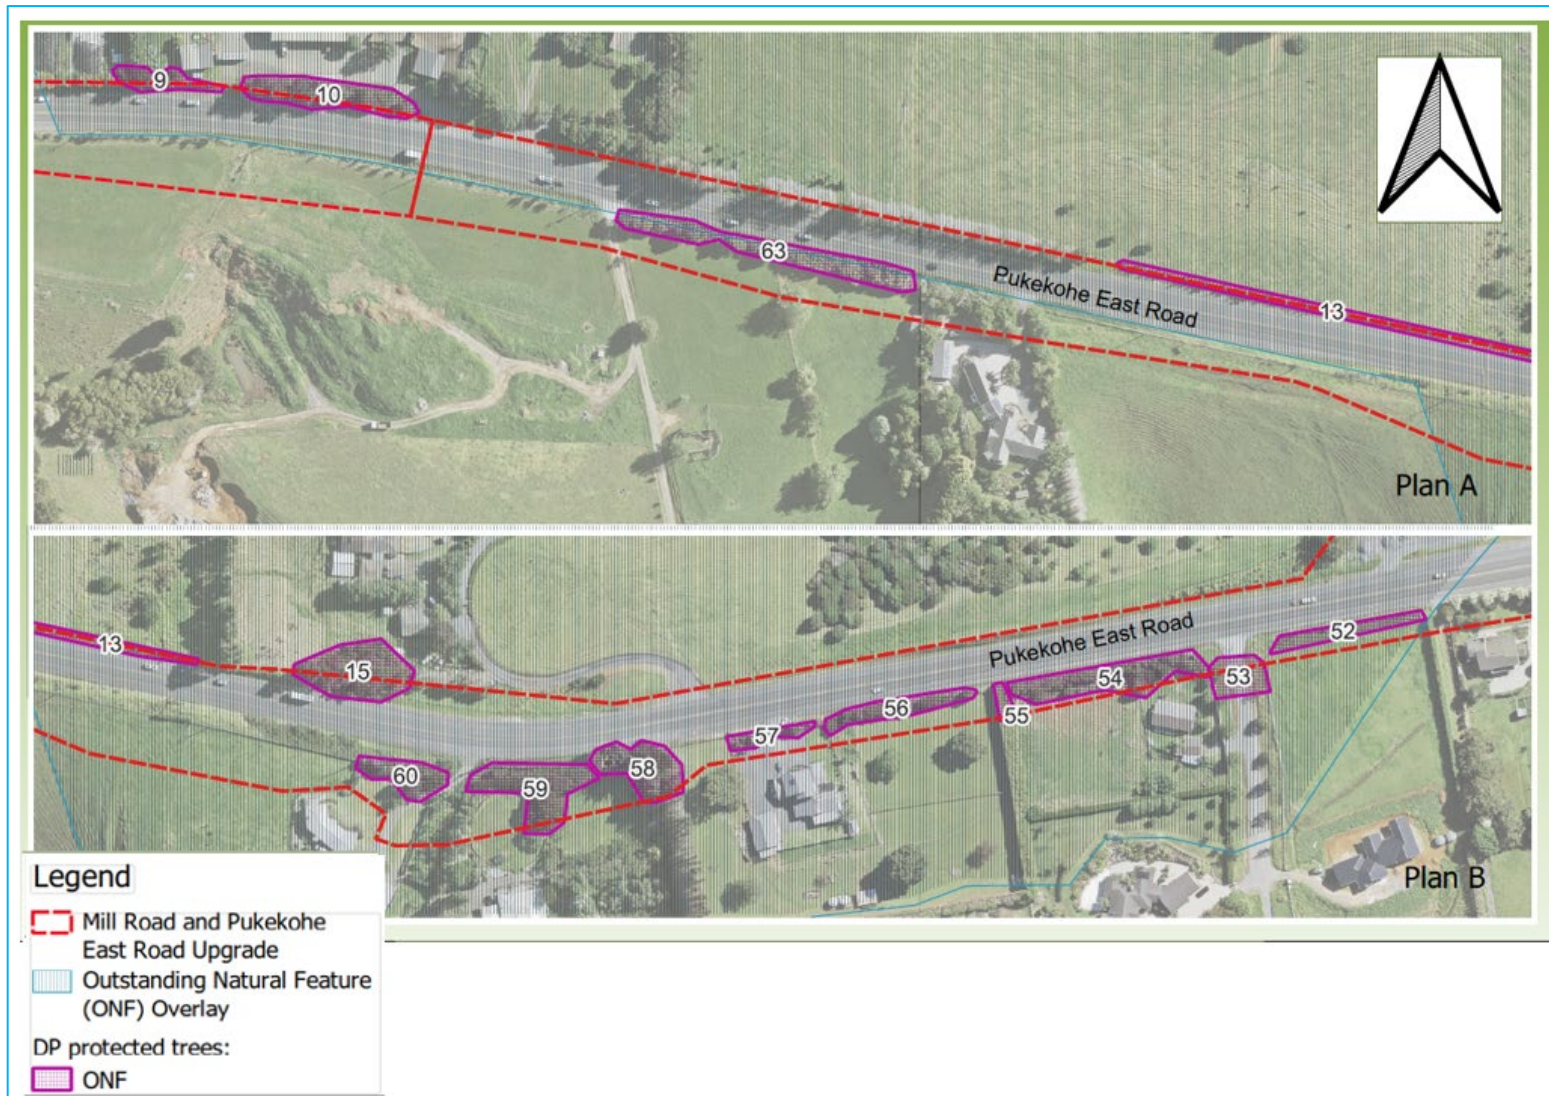 9
10
63
Pukekohe East Road
13
Plan A
13
15
Pukekohe East Road
52
53
54
55
56
57
58
59
60
Plan B
Legend
Mill Road and Pukekohe
East Road Upgrade
Outstanding Natural Feature
(ONF) Overlay
DP protected trees:
ONF